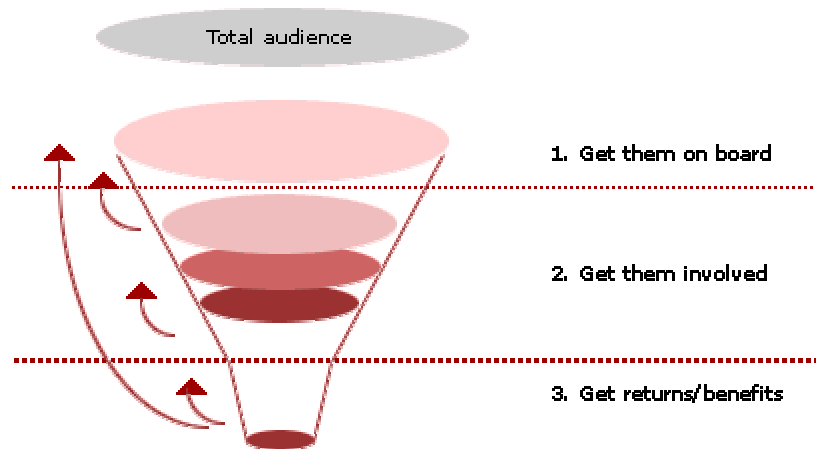 Total audience
1. Get them on board
2. Get them involved
3. Get returns/benefits